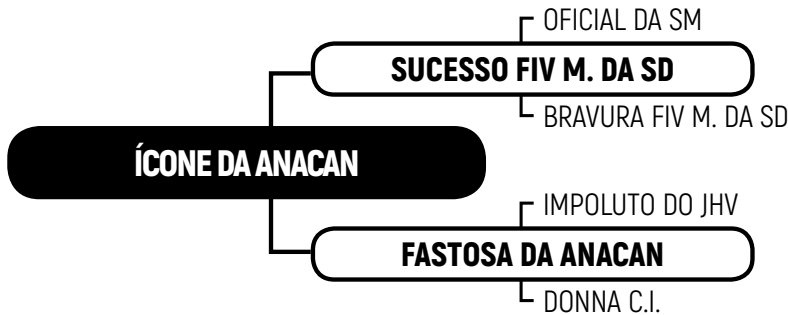 OFICIAL DA SM
SUCESSO FIV M. DA SD
BRAVURA FIV M. DA SD
ÍCONE DA ANACAN
IMPOLUTO DO JHV
FASTOSA DA ANACAN
DONNA C.I.